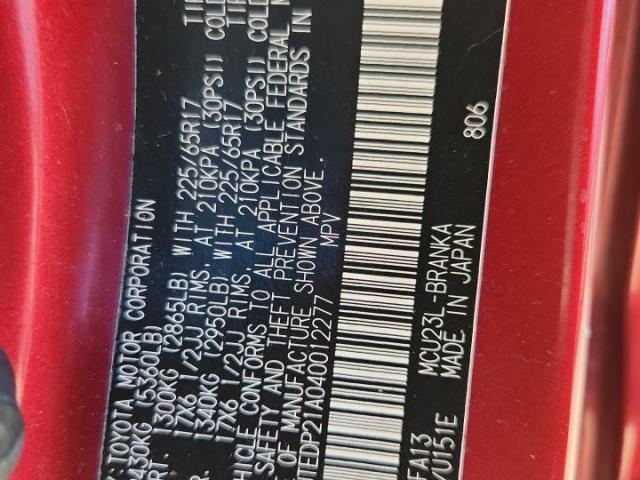 :TOYOTA MOTOR CORPORATION
2430KG (5360LB)
RT. 1300KG (2865LB) WITH 225/65R17 TIR
17X6 1/2JJ RIMS, AT 210KPA (30PSI) COLD
R. 1340KG (2950LB) WITH 225/65R17 TIR
17X6 1/2JJ RIMS, AT 210KPA (30PSI) COLD
HICLE CONFORMS TO ALL APPLICABLE FEDERAL M
SAFETY AND THEFT PREVENTION STANDARDS IN
E OF MANUFACTURE SHOWN ABOVE.
TEDP21A040012277 MPV
FA13 MCU23L-BRANKA 806
/U151E MADE IN JAPAN